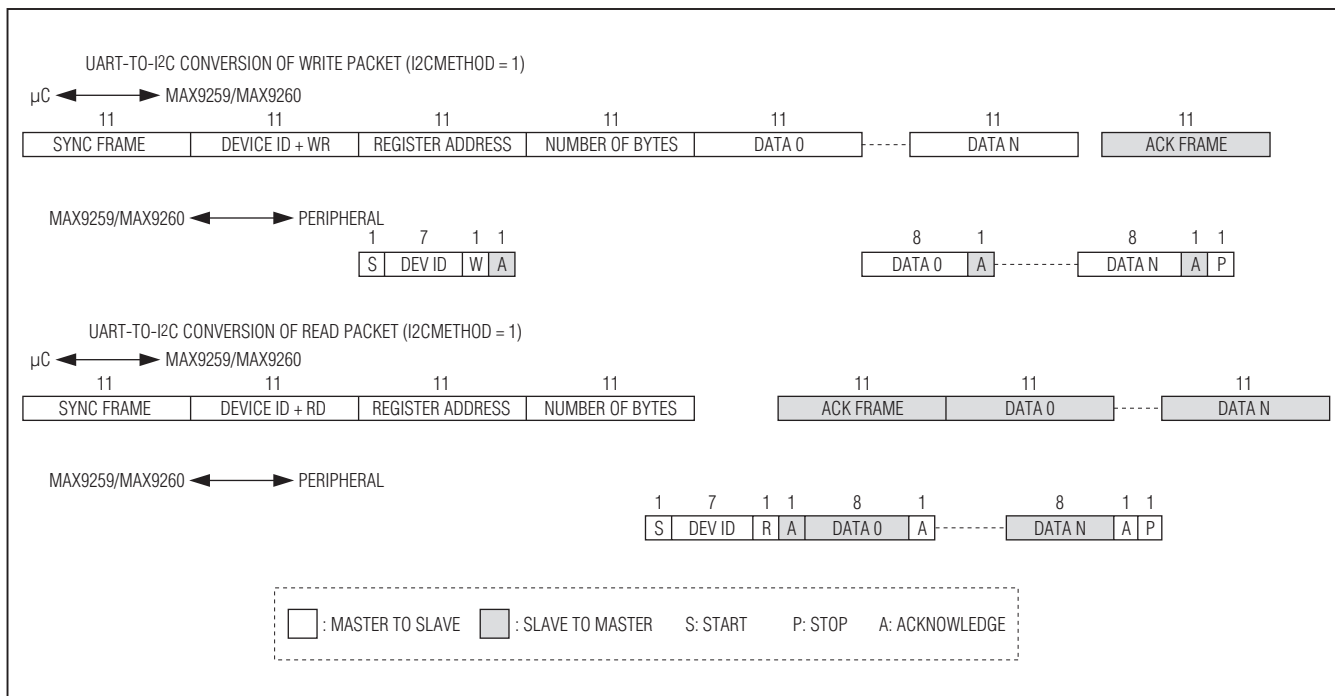 UART-TO-I2C CONVERSION OF WRITE PACKET (I2CMETHOD = 1)
µC MAX9259/MAX9260
11 11 11 11 11 11 11
SYNC FRAME DEVICE ID + WR REGISTER ADDRESS NUMBER OF BYTES DATA 0 DATA N ACK FRAME
MAX9259/MAX9260 PERIPHERAL
1 7 1 1 8 1 8 1 1
S DEV ID W A DATA 0 A DATA N A P
UART-TO-I2C CONVERSION OF READ PACKET (I2CMETHOD = 1)
µC MAX9259/MAX9260
11 11 11 11 11 11 11
SYNC FRAME DEVICE ID + RD REGISTER ADDRESS NUMBER OF BYTES ACK FRAME DATA 0 DATA N
MAX9259/MAX9260 PERIPHERAL
1 7 1 1 8 1 8 1 1
S DEV ID R A DATA 0 A DATA N A P
: MASTER TO SLAVE : SLAVE TO MASTER S: START P: STOP A: ACKNOWLEDGE